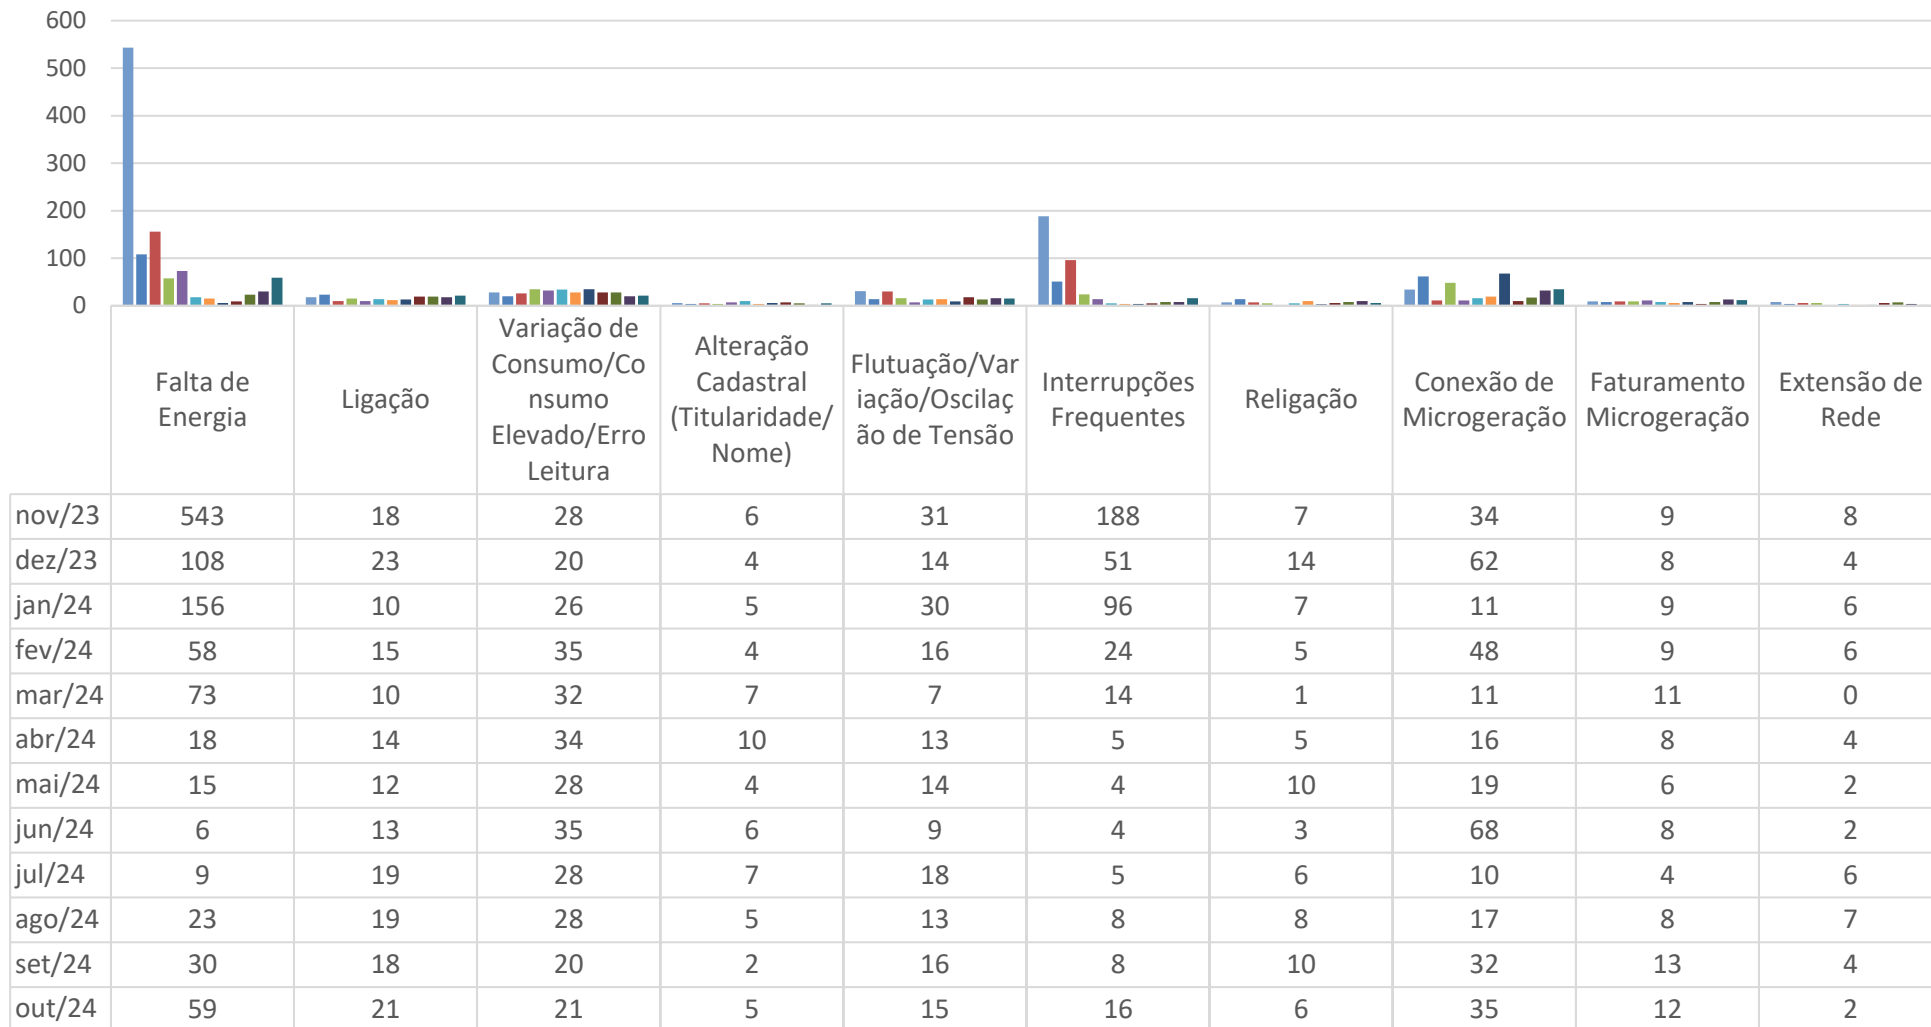 600
500
400
300
200
100
0
Falta de
Energia
Ligação
Variação de
Consumo/Co
nsumo
Elevado/Erro
Leitura
Alteração
Cadastral
(Titularidade/
Nome)
Flutuação/Var
iação/Oscilaç
ão de Tensão
Interrupções
Frequentes
Religação
Conexão de
Microgeração
Faturamento
Microgeração
Extensão de
Rede
nov/23 543 18 28 6 31 188 7 34 9 8
dez/23 108 23 20 4 14 51 14 62 8 4
jan/24 156 10 26 5 30 96 7 11 9 6
fev/24 58 15 35 4 16 24 5 48 9 6
mar/24 73 10 32 7 7 14 1 11 11 0
abr/24 18 14 34 10 13 5 5 16 8 4
mai/24 15 12 28 4 14 4 10 19 6 2
jun/24 6 13 35 6 9 4 3 68 8 2
jul/24 9 19 28 7 18 5 6 10 4 6
ago/24 23 19 28 5 13 8 8 17 8 7
set/24 30 18 20 2 16 8 10 32 13 4
out/24 59 21 21 5 15 16 6 35 12 2